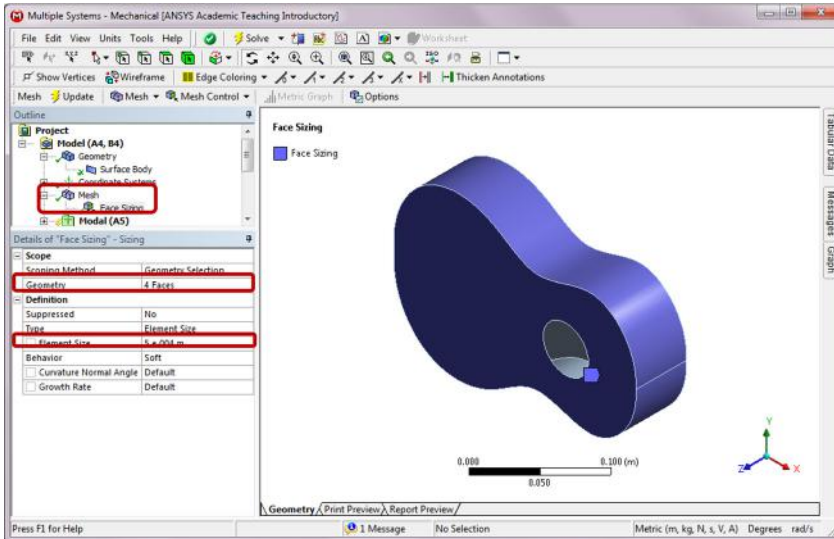 Multiple Systems - Mechanical [ANSYS Academic Teaching Introductory]
File Edit View Units Tools Help Solve Worksheet
Show Vertices Wireframe Edge Coloring Thicken Annotations
Mesh Update Mesh Mesh Control Metric Graph Options
Outline
Project
Model (A4, B4)
Geometry
Surface Body
Coordinate Systems
Mesh
Face Sizing
Modal (A5)
Details of "Face Sizing" - Sizing
Scope
Scoping Method Geometry Selection
Geometry 4 Faces
Definition
Suppressed No
Type Element Size
Element Size 5.e-004 m
Behavior Soft
Curvature Normal Angle Default
Growth Rate Default
Face Sizing
Face Sizing
0.000 0.100 (m)
0.050
Y
Z X
Geometry Print Preview Report Preview
Tabular Data
Messages
Graph
Press F1 for Help 1 Message No Selection Metric (m, kg, N, s, V, A) Degrees rad/s